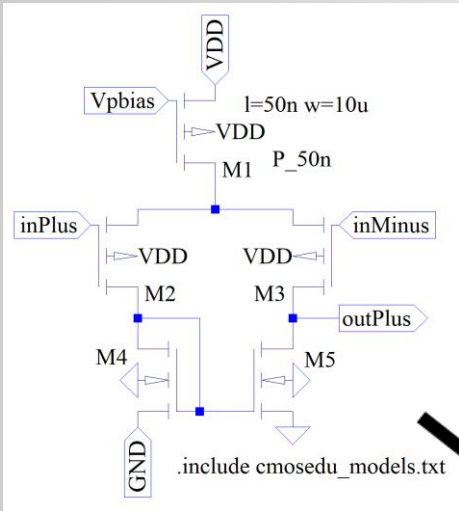 VDD
Vpbias
l=50n w=10u
VDD
P_50n
M1
inPlus
inMinus
VDD
VDD
M2
M3
outPlus
M4
M5
GND
.include cmosedu_models.txt